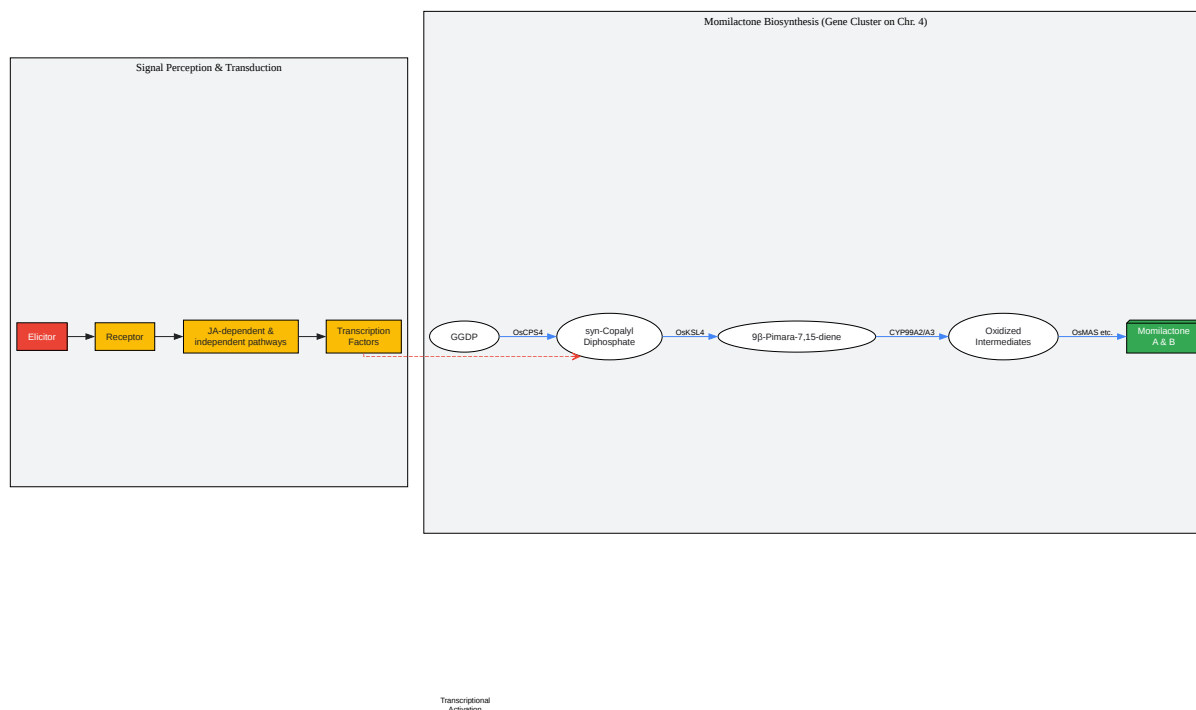 Momilactone Biosynthesis (Gene Cluster on Chr. 4)
Signal Perception & Transduction
Elicitor
Receptor
JA-dependent &
independent pathways
Transcription
Factors
GGDP
OsCPS4
syn-Copalyl
Diphosphate
OsKSL4
9β-Pimara-7,15-diene
CYP99A2/A3
Oxidized
Intermediates
OsMAS etc.
Momilactone
A & B
Transcriptional
Activation